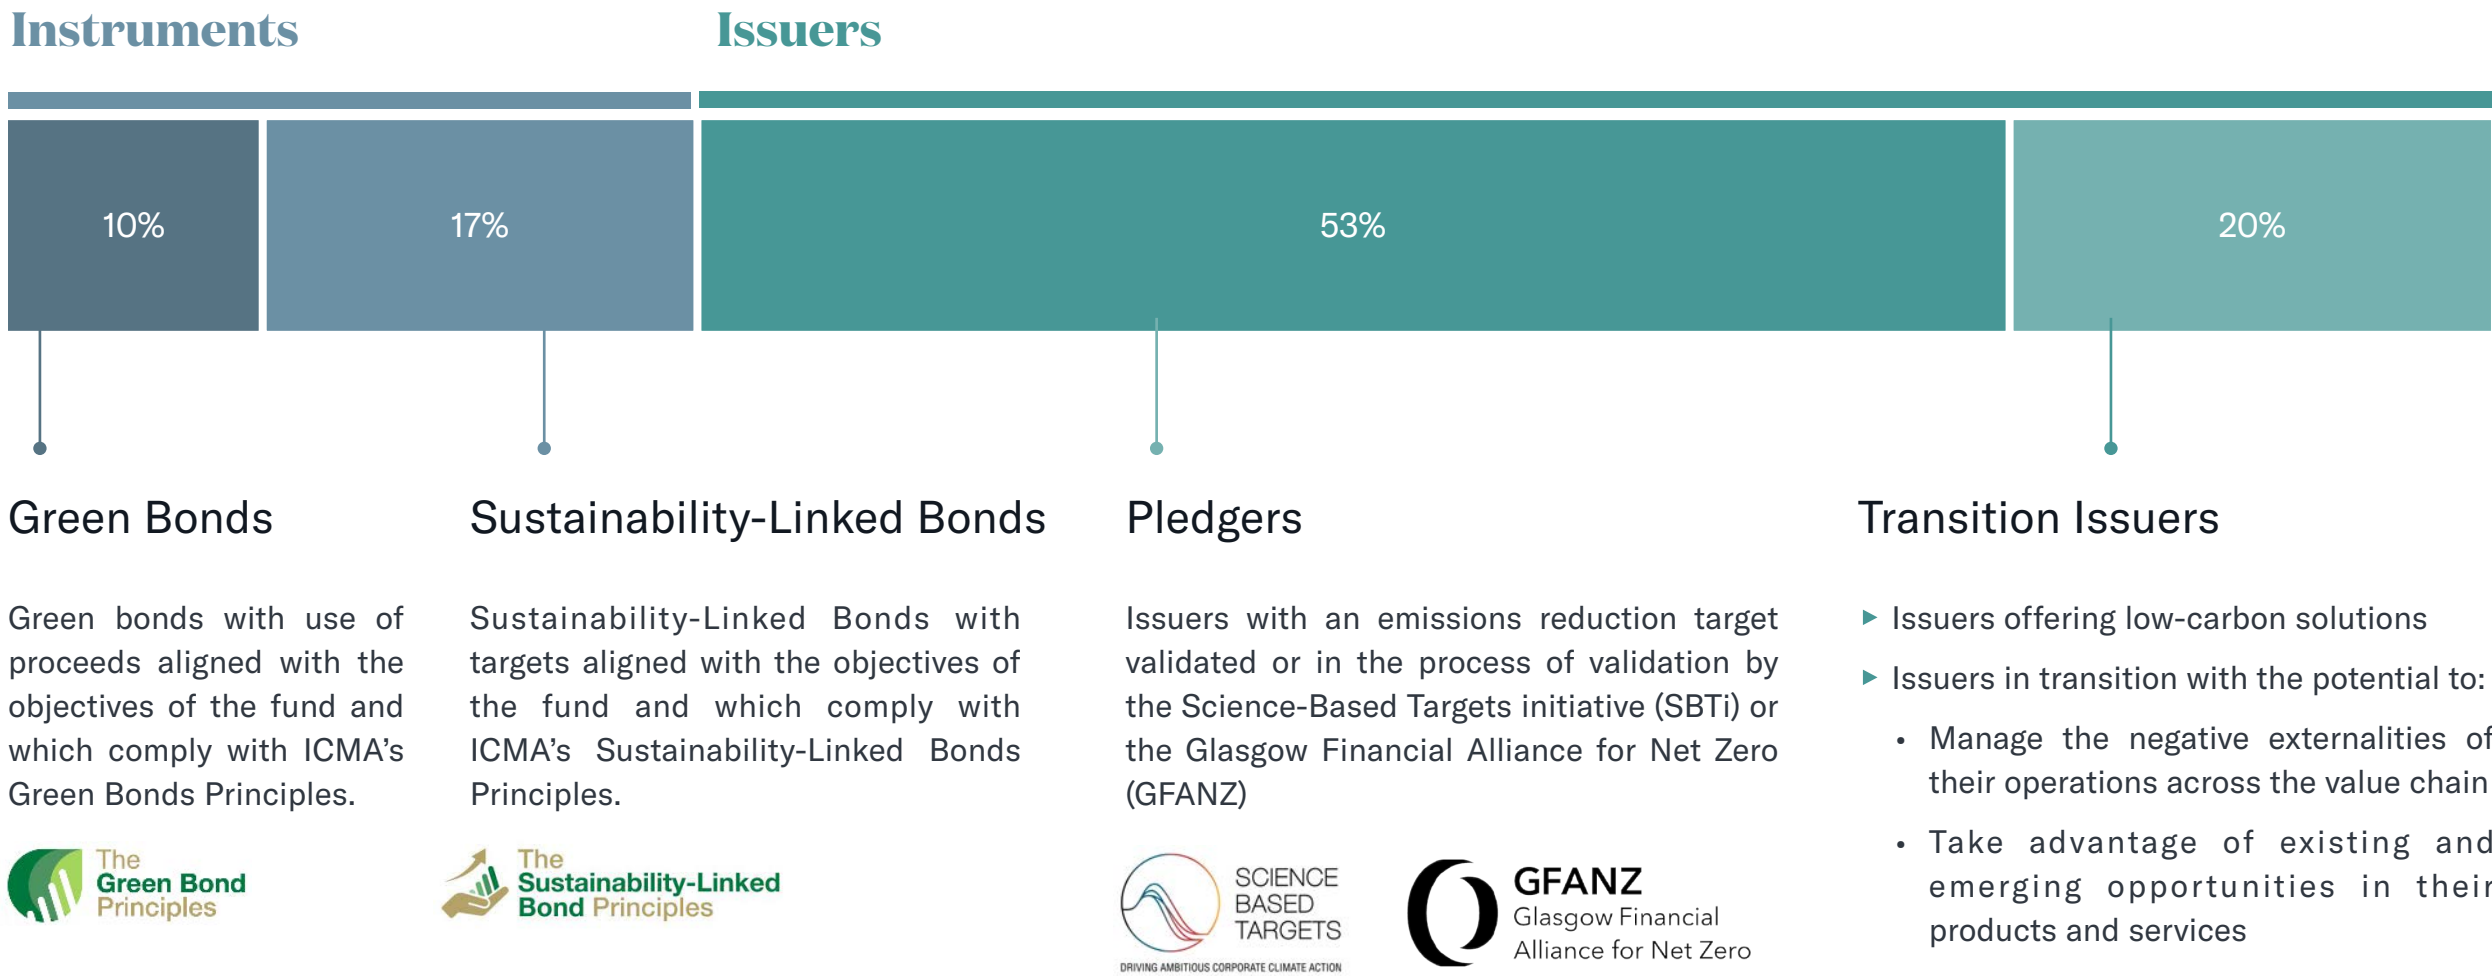 Instruments
Issuers
10%
17%
53%
20%
Green Bonds
Green bonds with use of
proceeds aligned with the
objectives of the fund and
which comply with ICMA’s
Green Bonds Principles.
The
Green Bond
Principles
Sustainability-Linked Bonds
Sustainability-Linked Bonds with
targets aligned with the objectives of
the fund and which comply with
ICMA’s Sustainability-Linked Bonds
Principles.
The
Sustainability-Linked
Bond Principles
Pledgers
Issuers with an emissions reduction target
validated or in the process of validation by
the Science-Based Targets initiative (SBTi) or
the Glasgow Financial Alliance for Net Zero
(GFANZ)
SCIENCE
BASED
TARGETS
DRIVING AMBITIOUS CORPORATE CLIMATE ACTION
GFANZ
Glasgow Financial
Alliance for Net Zero
Transition Issuers
▸ Issuers offering low-carbon solutions
▸ Issuers in transition with the potential to:
• Manage the negative externalities of
their operations across the value chain
• Take advantage of existing and
emerging opportunities in their
products and services